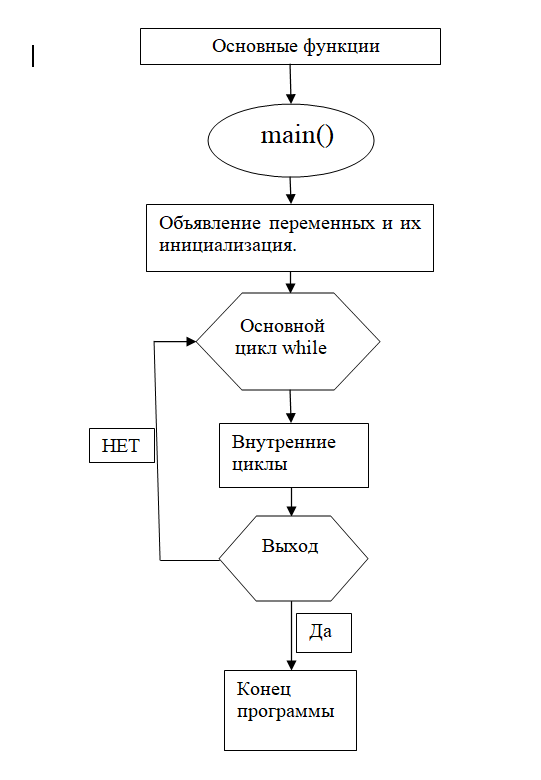 Основные функции
main()
Объявление переменных и их
инициализация.
Основной
цикл while
НЕТ
Внутренние
циклы
Выход
Да
Конец
программы